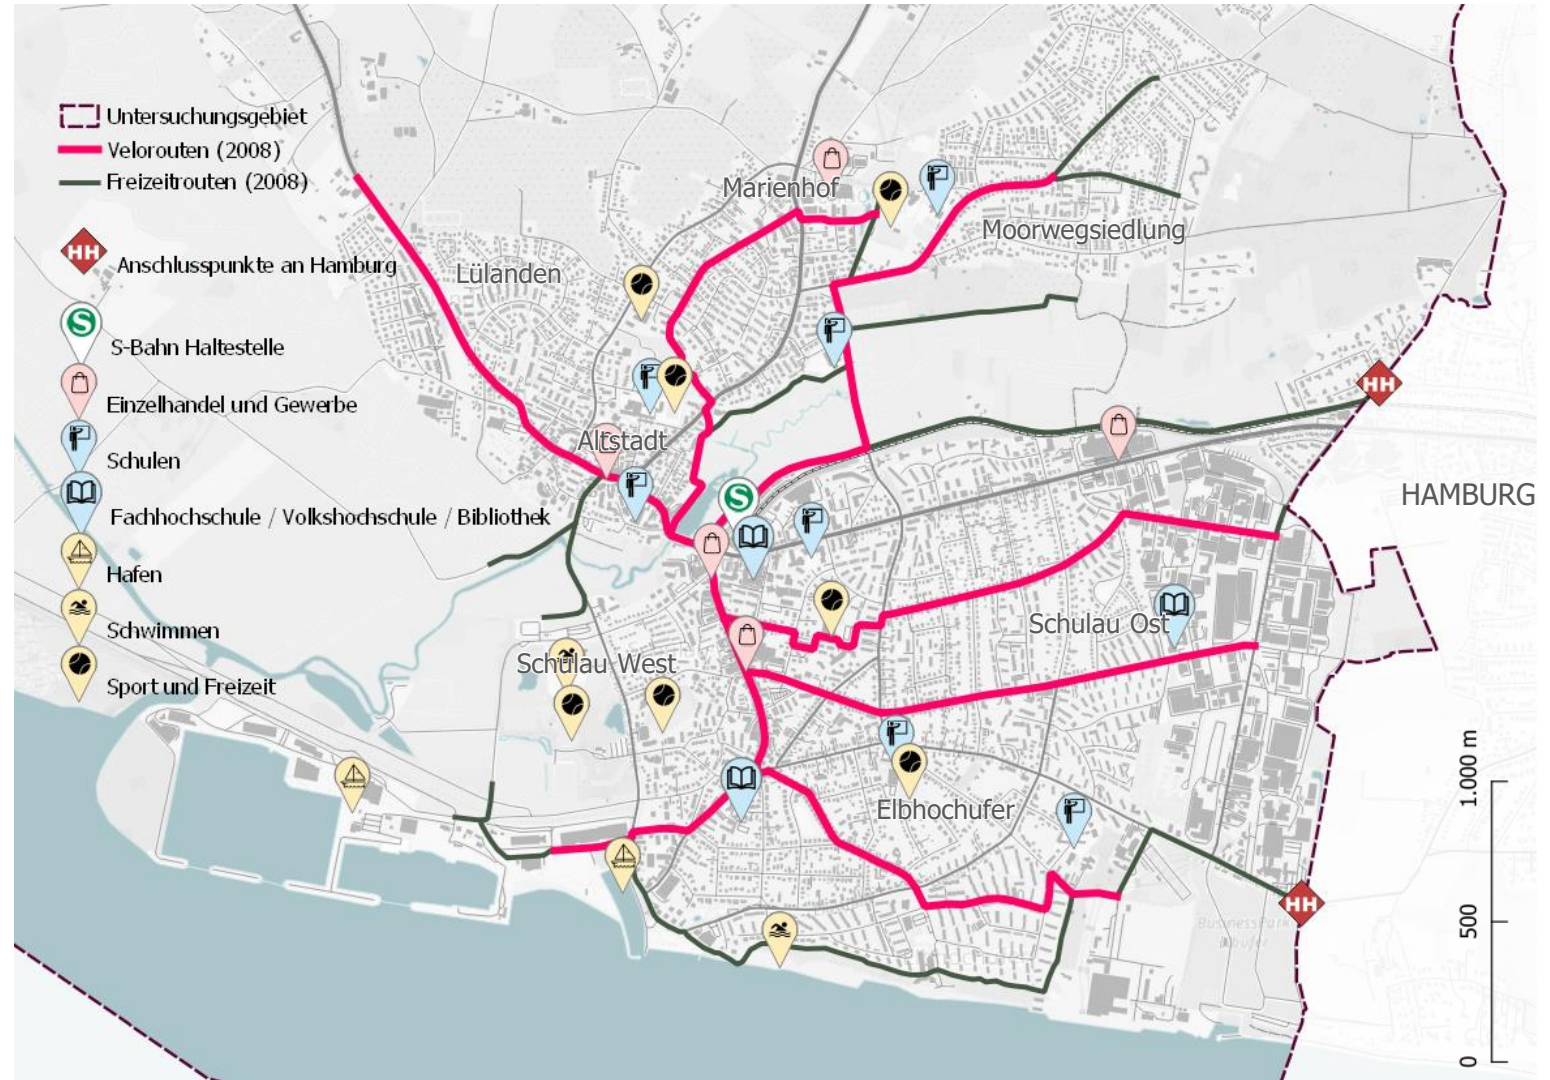 Untersuchungsgebiet
Velorouten (2008)
Freizeitrouten (2008)
HH
Anschlusspunkte an Hamburg
S
S-Bahn Haltestelle
Einzelhandel und Gewerbe
Schulen
Fachhochschule / Volkshochschule / Bibliothek
Hafen
Schwimmen
Sport und Freizeit
Marienhof
Moorwegsiedlung
Lülanden
HH
Altstadt
S
HAMBURG
Schulau Ost
Schulau West
Elbhochufer
HH
BusinessPark
0
500
1.000 m